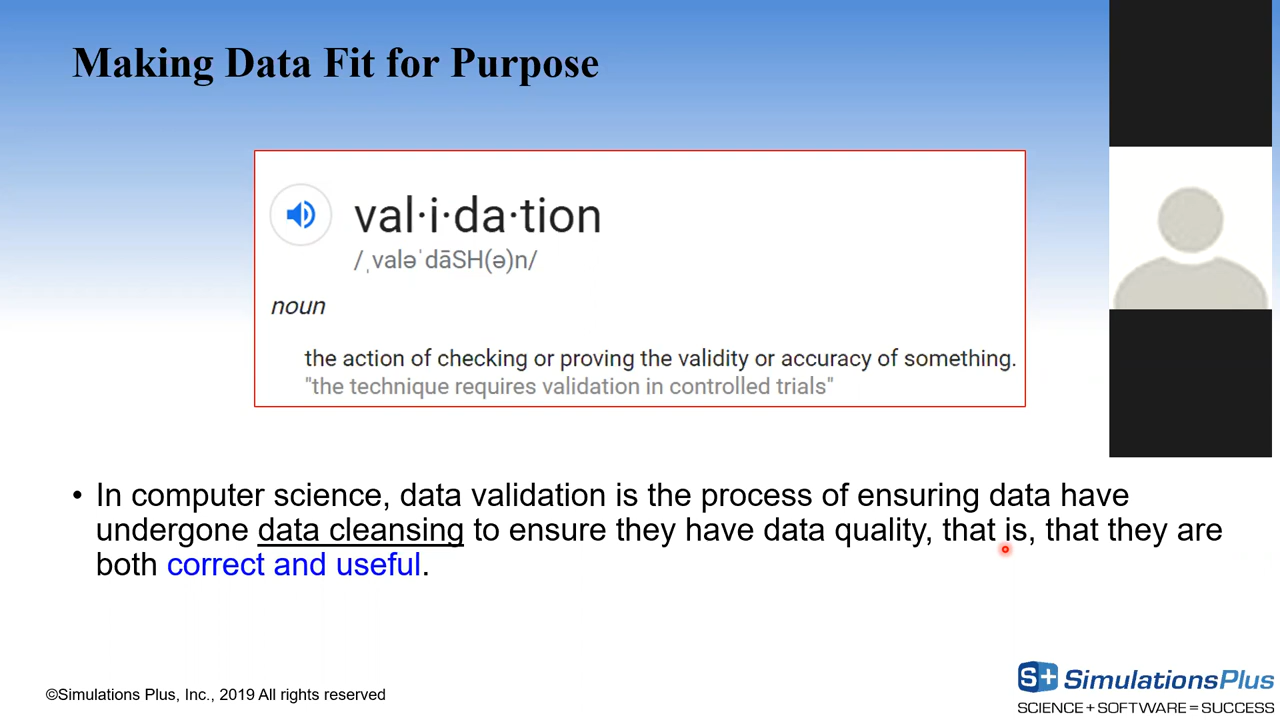 Making Data Fit for Purpose
val·i·da·tion
/ˌvaləˈdāSH(ə)n/
noun
the action of checking or proving the validity or accuracy of something.
"the technique requires validation in controlled trials"
• In computer science, data validation is the process of ensuring data have
undergone data cleansing to ensure they have data quality, that is, that they are
both correct and useful.
©Simulations Plus, Inc., 2019 All rights reserved
S+ SimulationsPlus
SCIENCE + SOFTWARE = SUCCESS